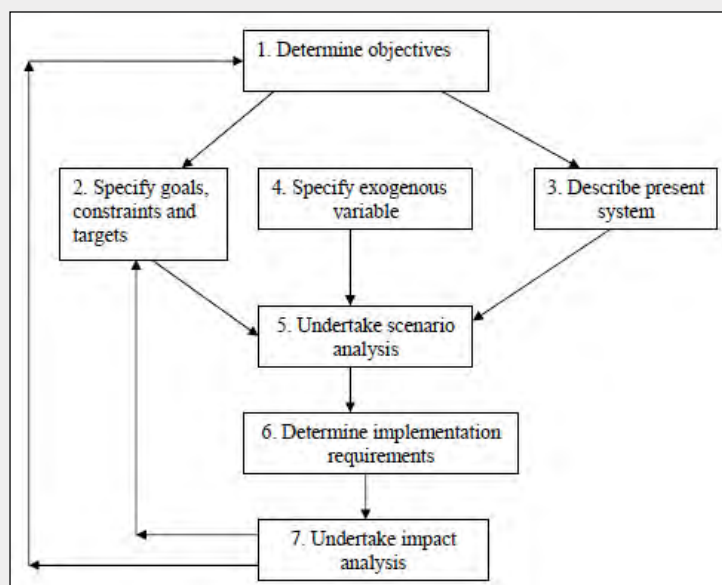 1. Determine objectives
2. Specify goals,
constraints and
targets
4. Specify exogenous
variable
3. Describe present
system
5. Undertake scenario
analysis
6. Determine implementation
requirements
7. Undertake impact
analysis